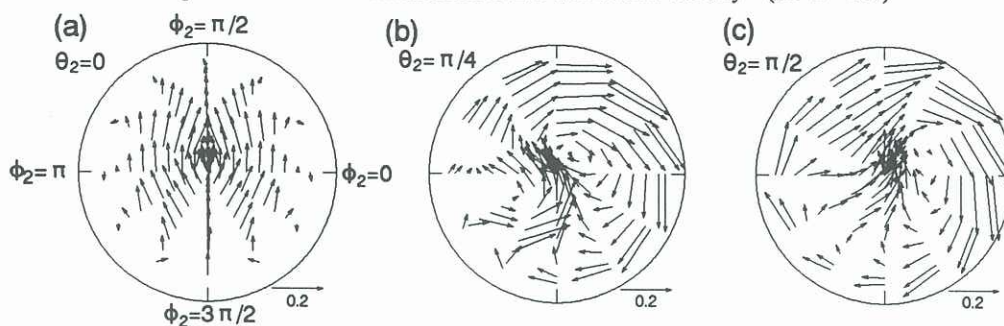 (a)
ϕ₂= π/2
θ₂=0
ϕ₂= π
ϕ₂=0
ϕ₂=3 π/2
0.2
(b)
θ₂= π/4
0.2
(c)
θ₂= π/2
0.2